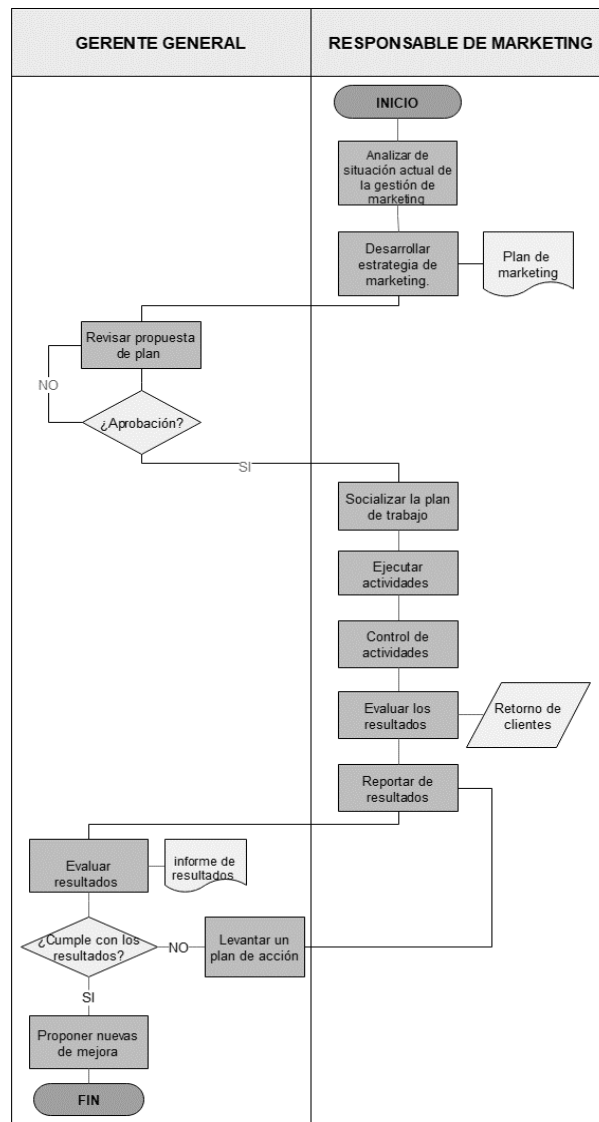 GERENTE GENERAL
RESPONSABLE DE MARKETING
INICIO
Analizar de
situación actual de
la gestión de
marketing
Desarrollar
estrategia de
marketing.
Plan de
marketing
Revisar propuesta
de plan
NO
¿Aprobación?
SI
Socializar la plan
de trabajo
Ejecutar
actividades
Control de
actividades
Evaluar los
resultados
Retorno de
clientes
Reportar de
resultados
Evaluar
resultados
informe de
resultados
¿Cumple con los
resultados?
NO
Levantar un
plan de acción
SI
Proponer nuevas
de mejora
FIN